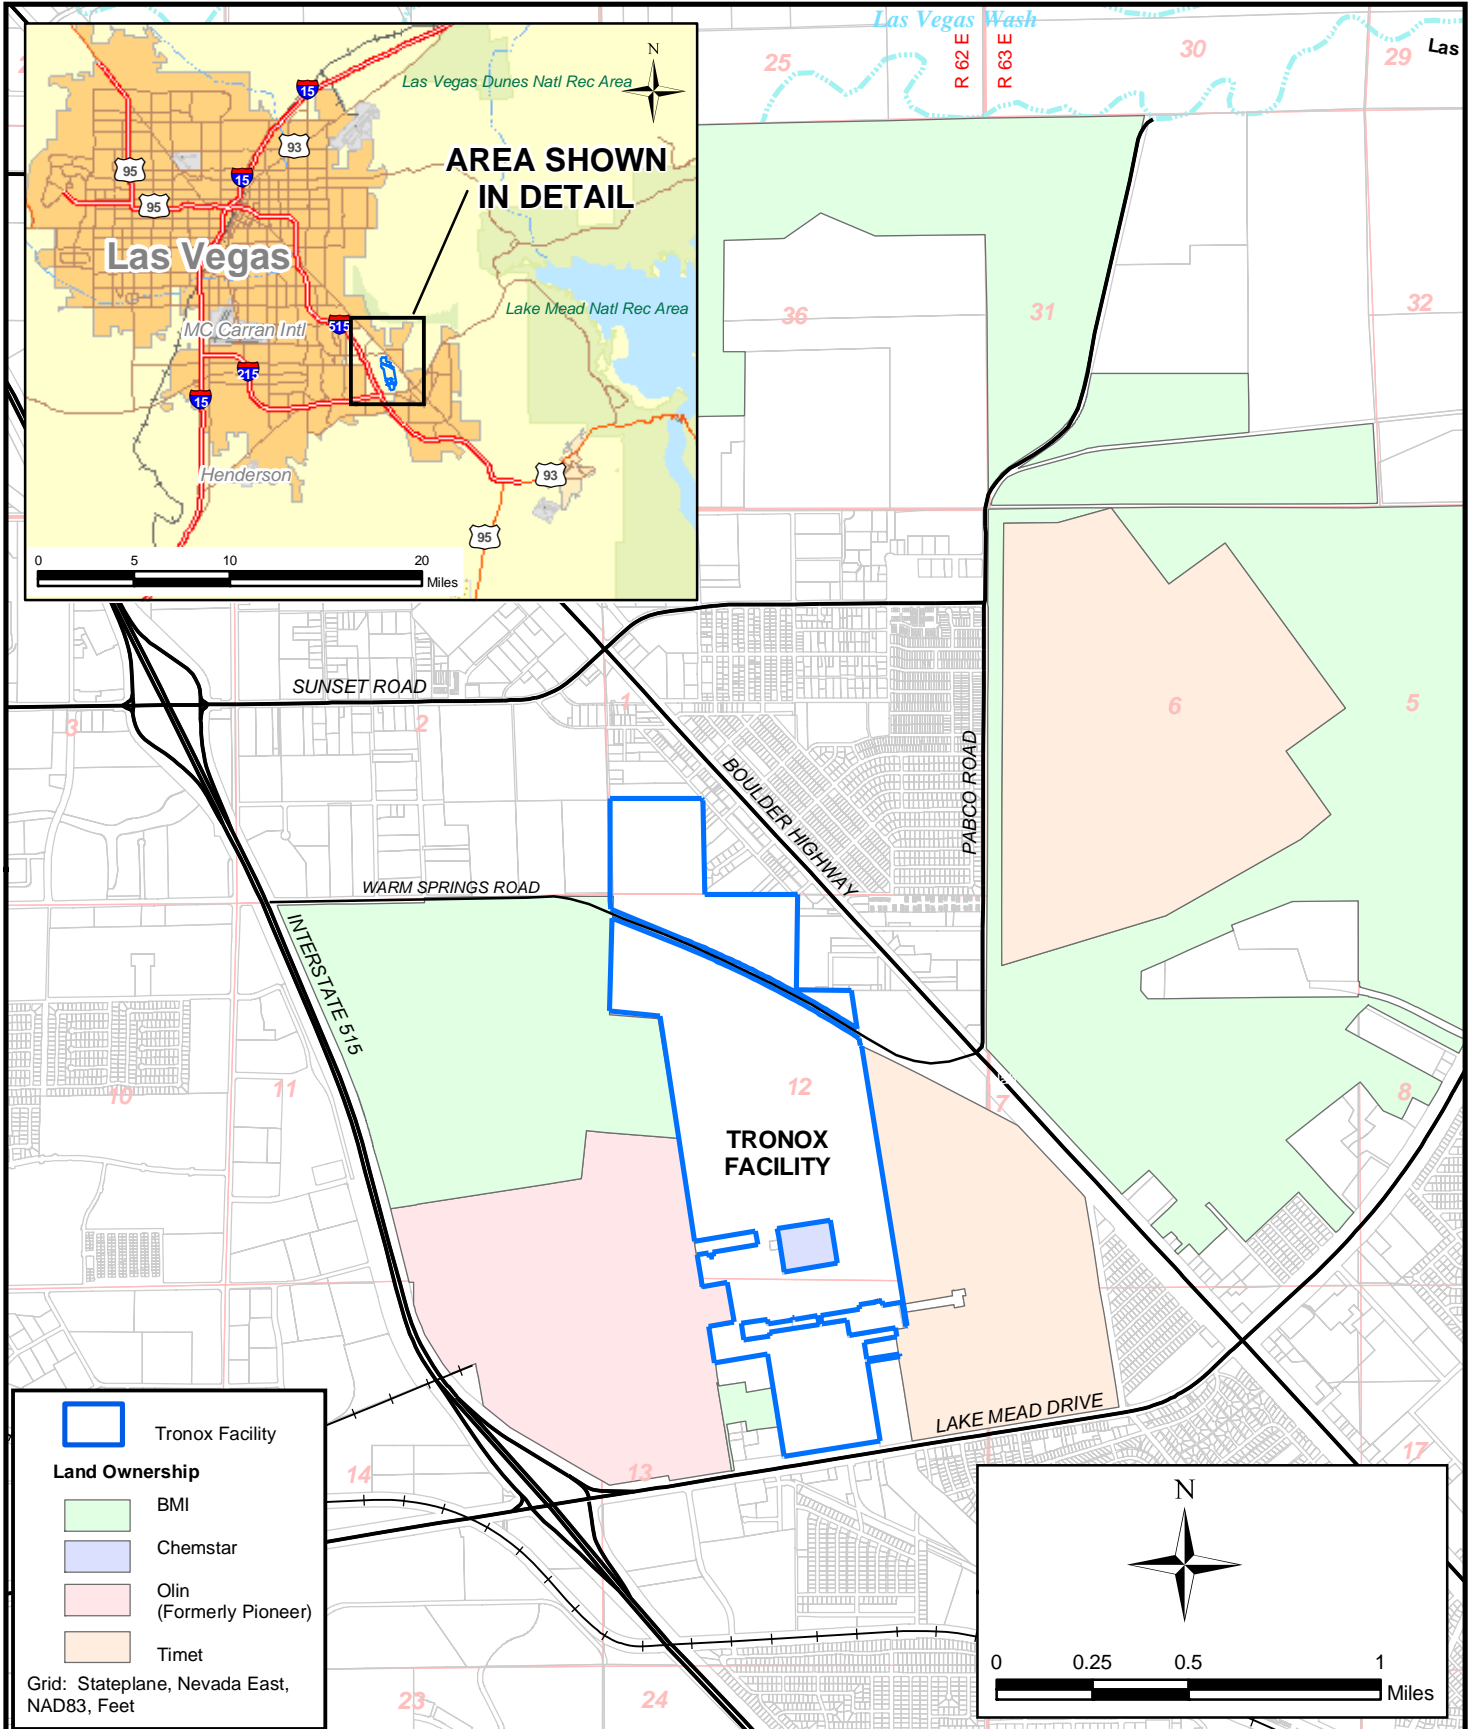 Las Vegas Wash
25
R 62 E
R 63 E
30
29
Las
N
Las Vegas Dunes Natl Rec Area
15
93
AREA SHOWN
IN DETAIL
95
15
95
Las Vegas
Lake Mead Natl Rec Area
MC Carran Intl
515
215
15
Henderson
93
95
0 5 10 20
Miles
36
31
32
SUNSET ROAD
3
2
1
6
5
BOULDER HIGHWAY
PABCO ROAD
WARM SPRINGS ROAD
INTERSTATE 515
10
11
12
7
8
TRONOX
FACILITY
LAKE MEAD DRIVE
14
13
17
23
24
Tronox Facility
Land Ownership
BMI
Chemstar
Olin
(Formerly Pioneer)
Timet
Grid: Stateplane, Nevada East,
NAD83, Feet
N
0 0.25 0.5 1
Miles